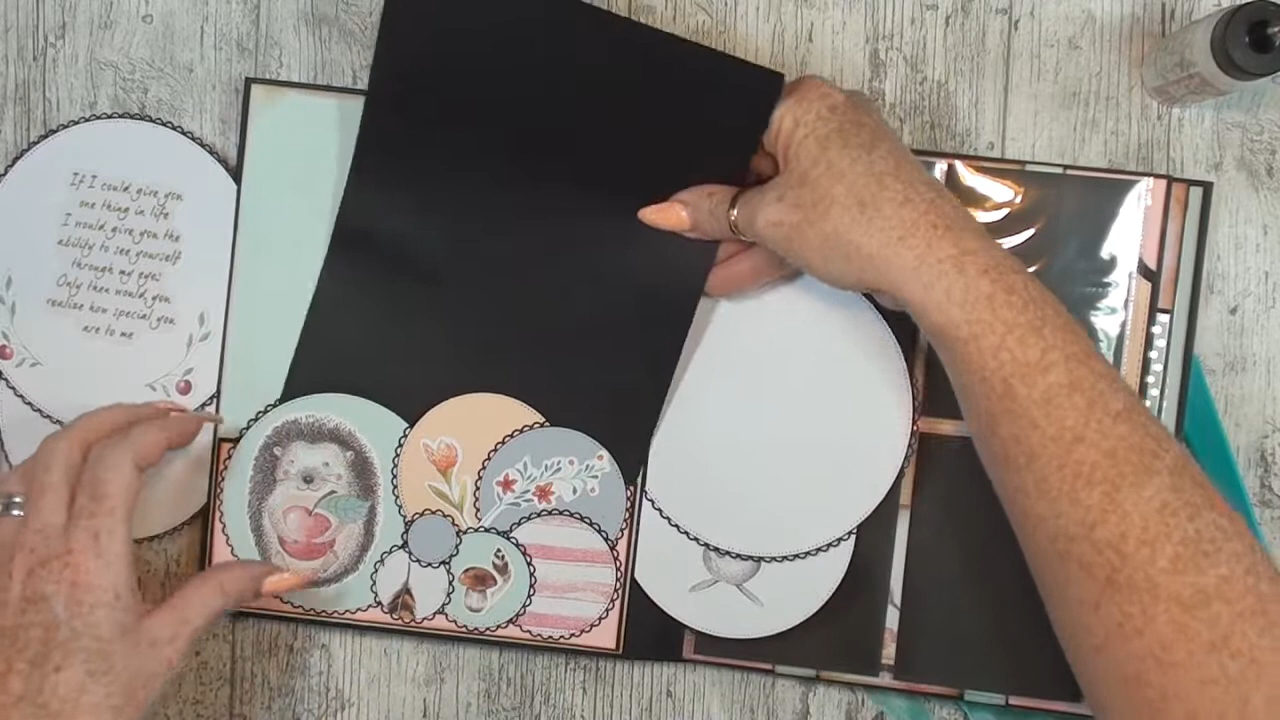 If I could give you
one thing in life
I would give you the
ability to see yourself
through my eyes
Only then would you
realize how special you
are to me